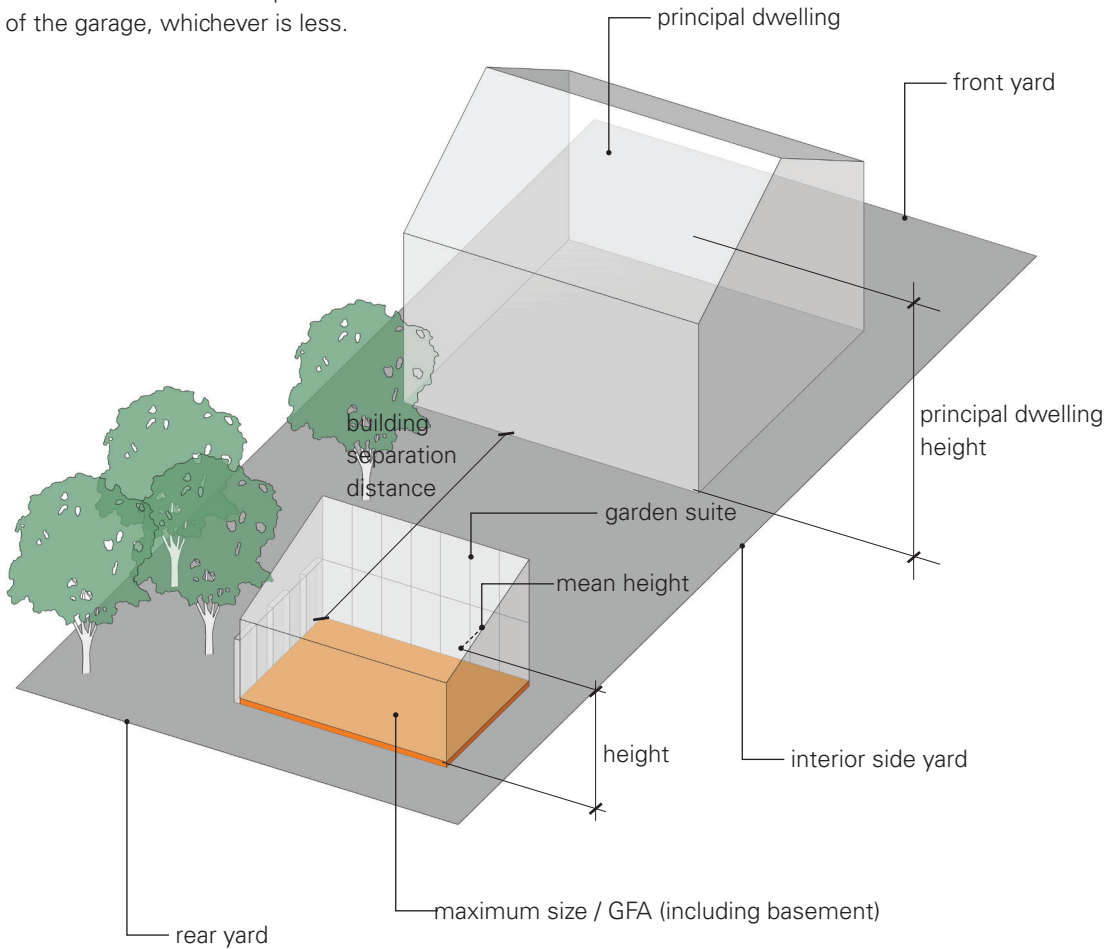 of the garage, whichever is less.
principal dwelling
front yard
principal dwelling
height
building
separation
distance
garden suite
mean height
height
interior side yard
maximum size / GFA (including basement)
rear yard